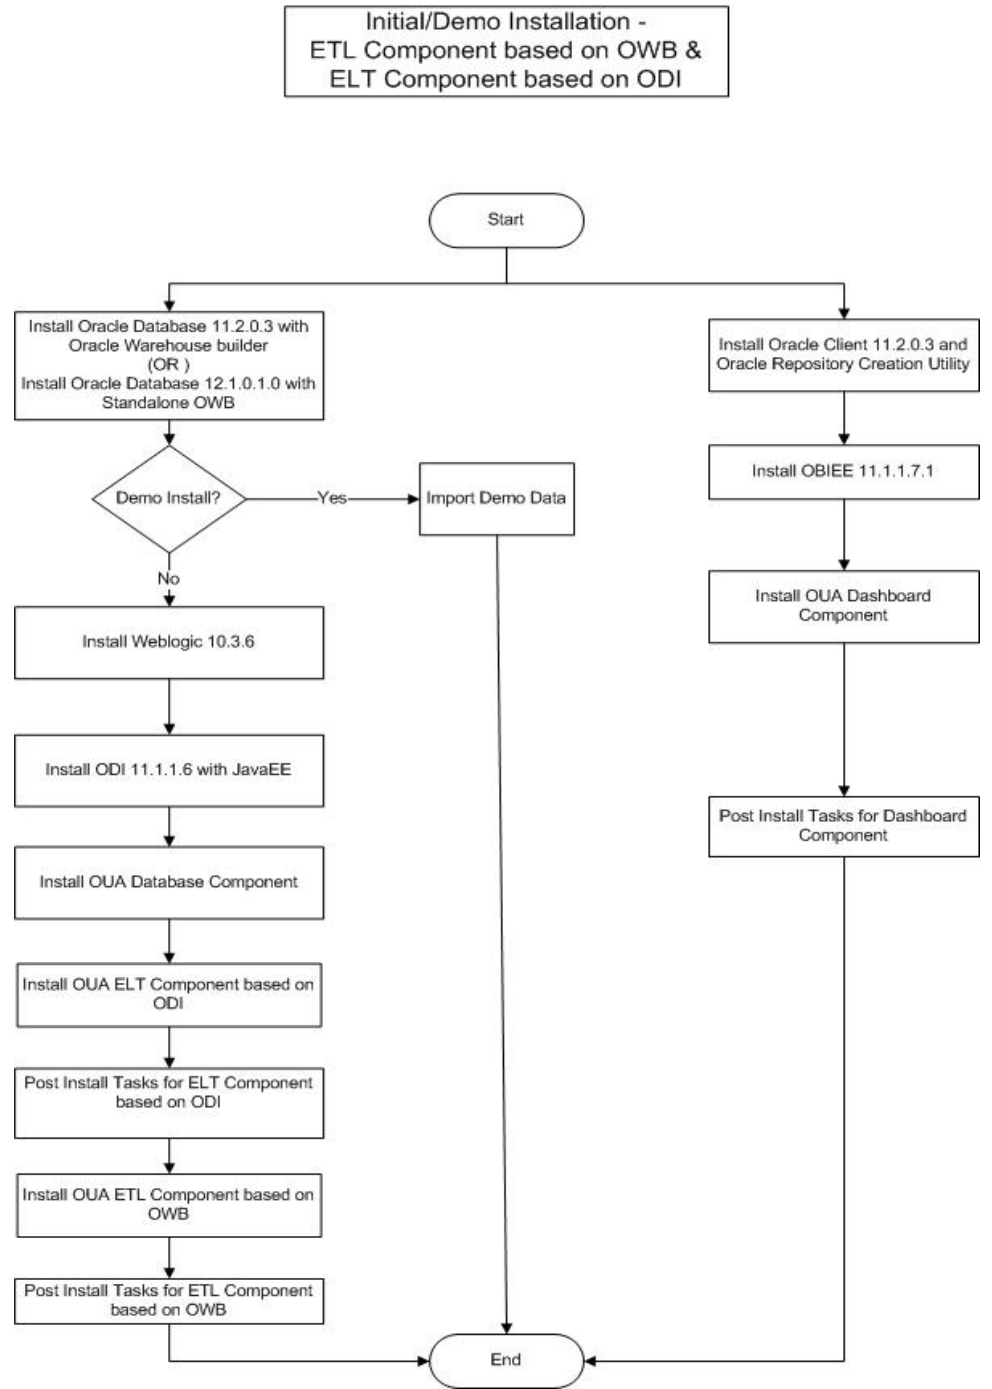 Initial/Demo Installation -
ETL Component based on OWB &
ELT Component based on ODI
Start
Install Oracle Database 11.2.0.3 with
Oracle Warehouse builder
(OR )
Install Oracle Database 12.1.0.1.0 with
Standalone OWB
Install Oracle Client 11.2.0.3 and
Oracle Repository Creation Utility
Demo Install?
Yes
Import Demo Data
Install OBIEE 11.1.1.7.1
No
Install OUA Dashboard
Component
Install Weblogic 10.3.6
Install ODI 11.1.1.6 with JavaEE
Post Install Tasks for Dashboard
Component
Install OUA Database Component
Install OUA ELT Component based on
ODI
Post Install Tasks for ELT Component
based on ODI
Install OUA ETL Component based on
OWB
Post Install Tasks for ETL Component
based on OWB
End